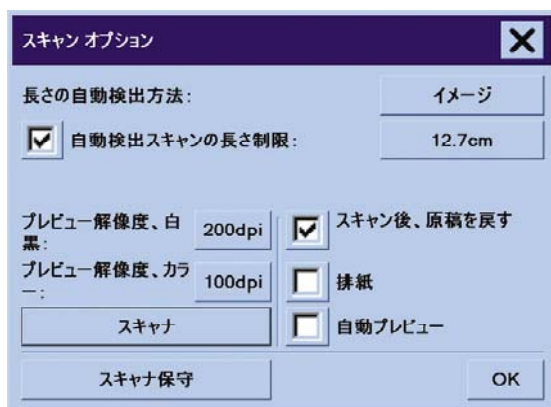 スキャン オプション
長さの自動検出方法:
イメージ
自動検出スキャンの長さ制限:
12.7cm
プレビュー解像度、白
黒:
200dpi
スキャン後、原稿を戻す
プレビュー解像度、カラ
ー:
100dpi
排紙
スキャナ
自動プレビュー
スキャナ保守
OK